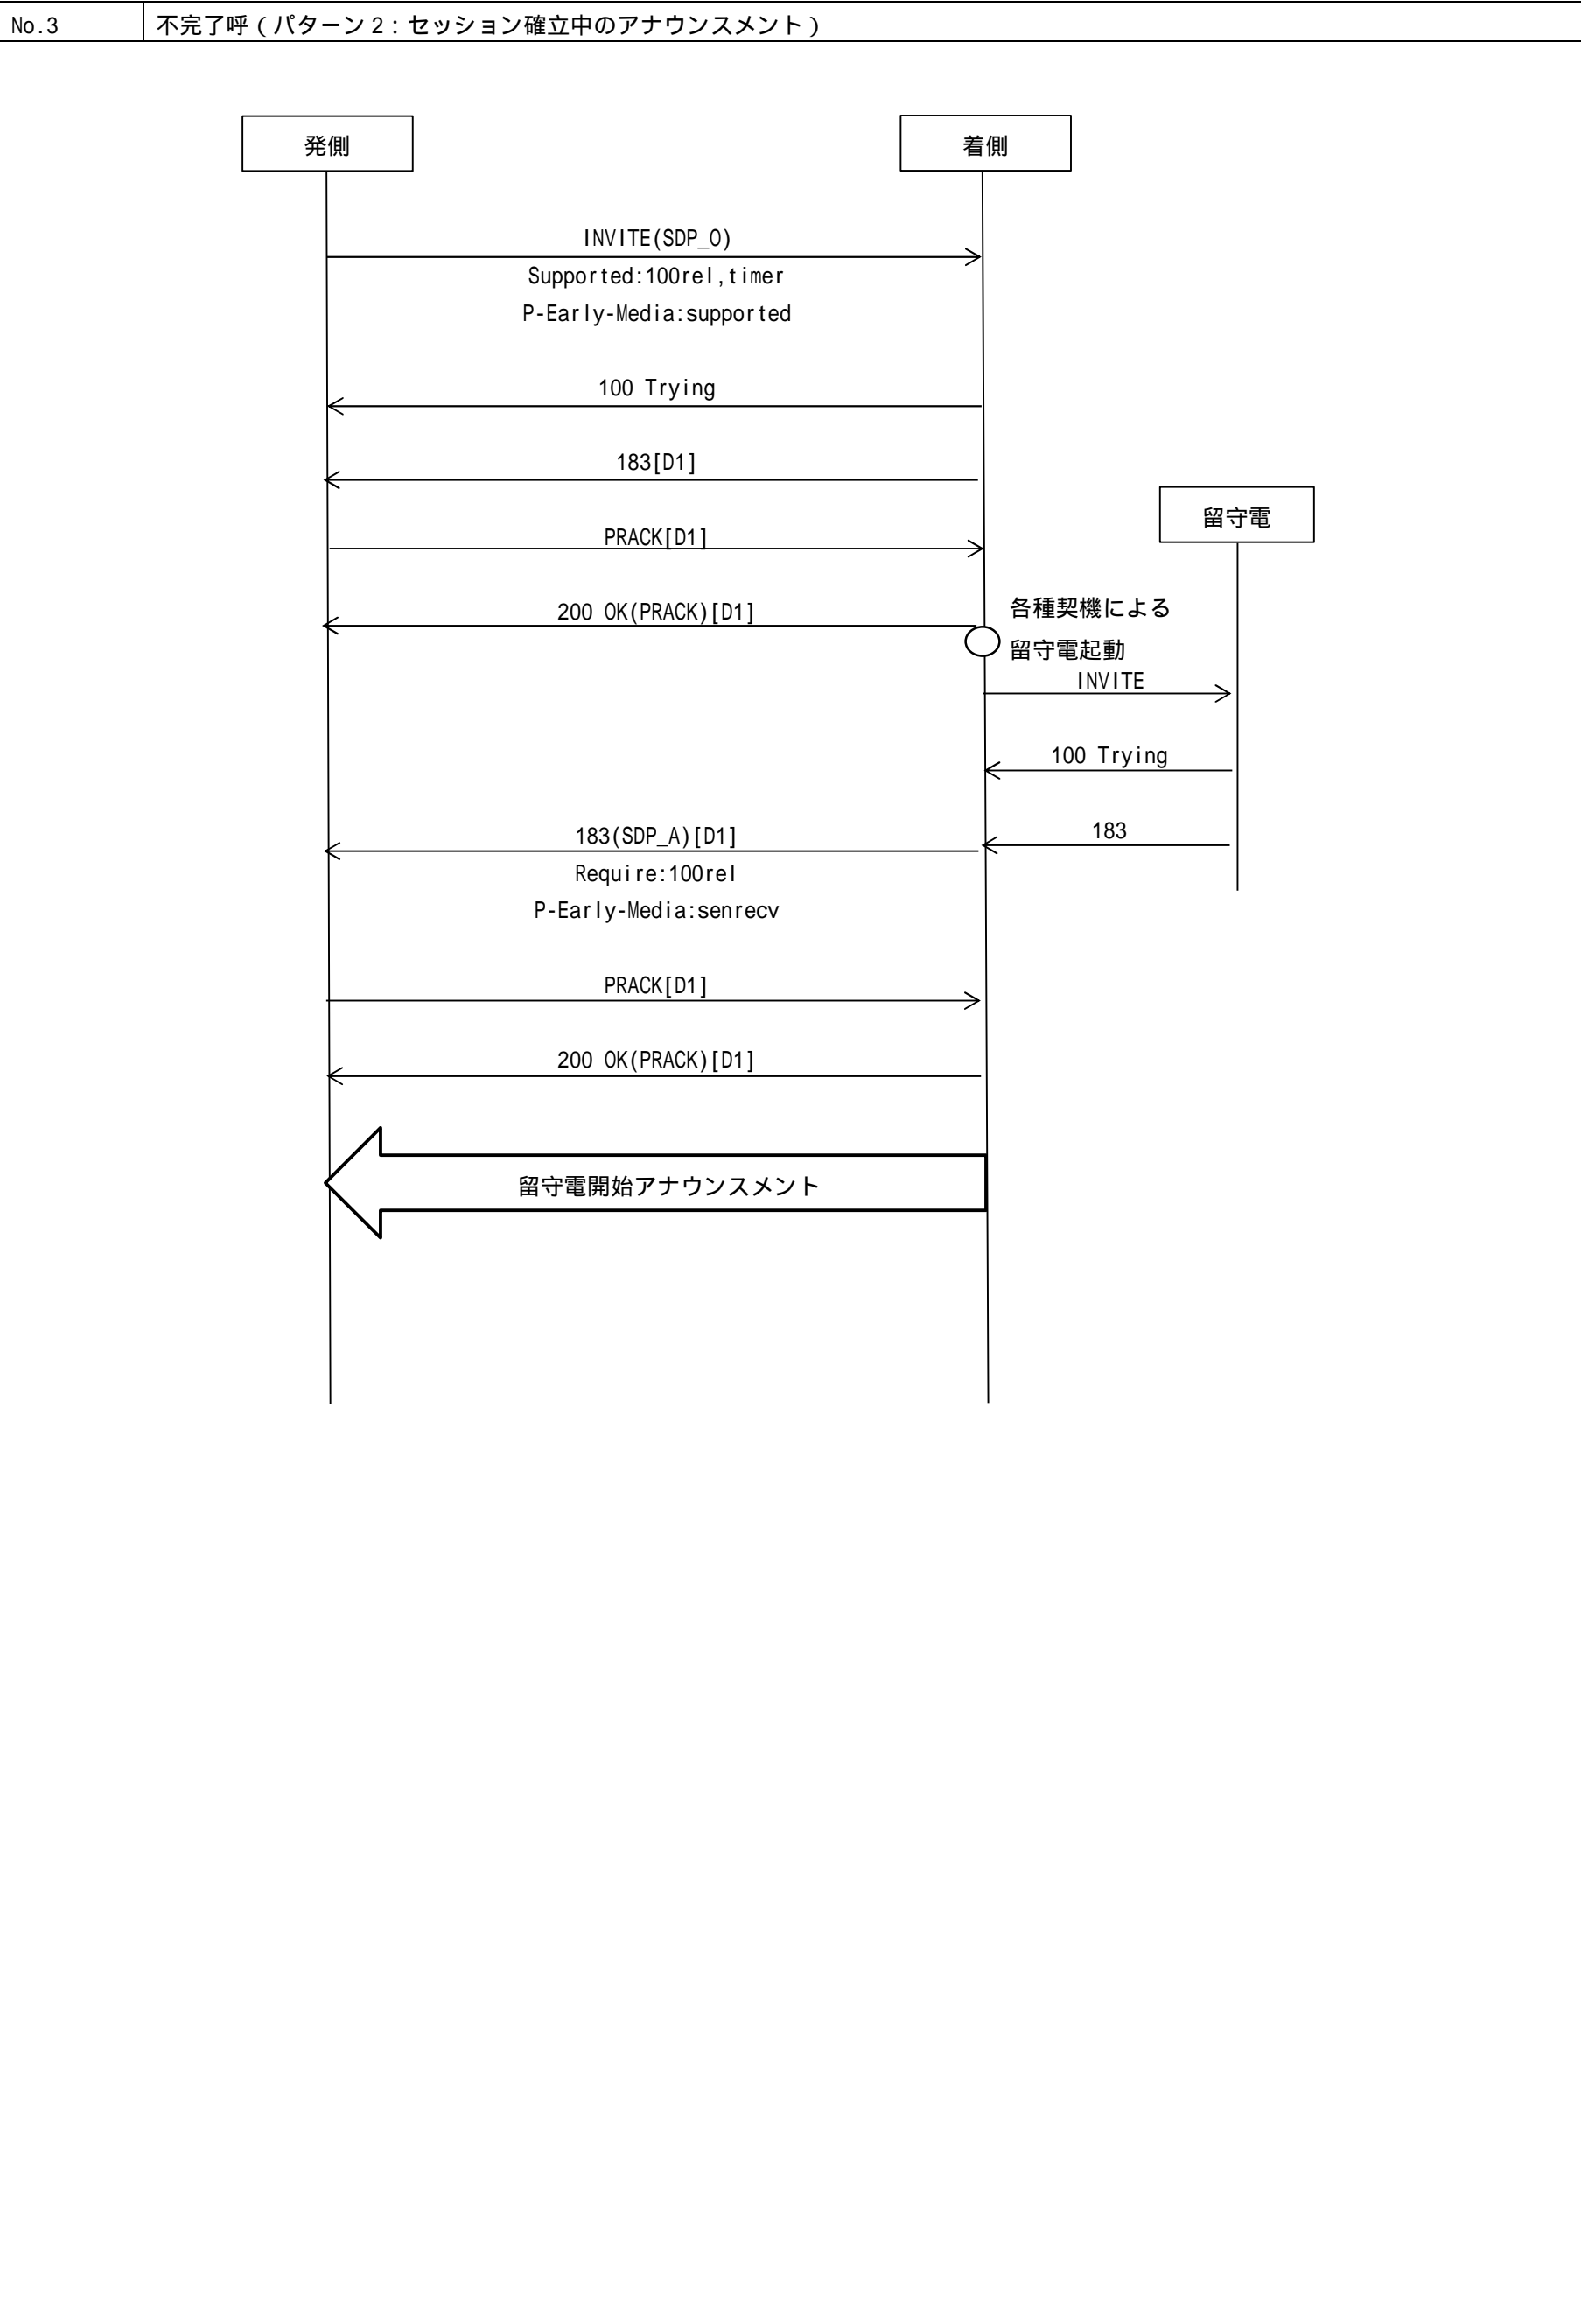 No.3 不完了呼（パターン2：セッション確立中のアナウンスメント）
発側
着側
INVITE(SDP_O)
Supported:100rel,timer
P-Early-Media:supported
100 Trying
183[D1]
留守電
PRACK[D1]
200 OK(PRACK)[D1]
各種契機による
留守電起動
INVITE
100 Trying
183(SDP_A)[D1]
183
Require:100rel
P-Early-Media:senrecv
PRACK[D1]
200 OK(PRACK)[D1]
留守電開始アナウンスメント